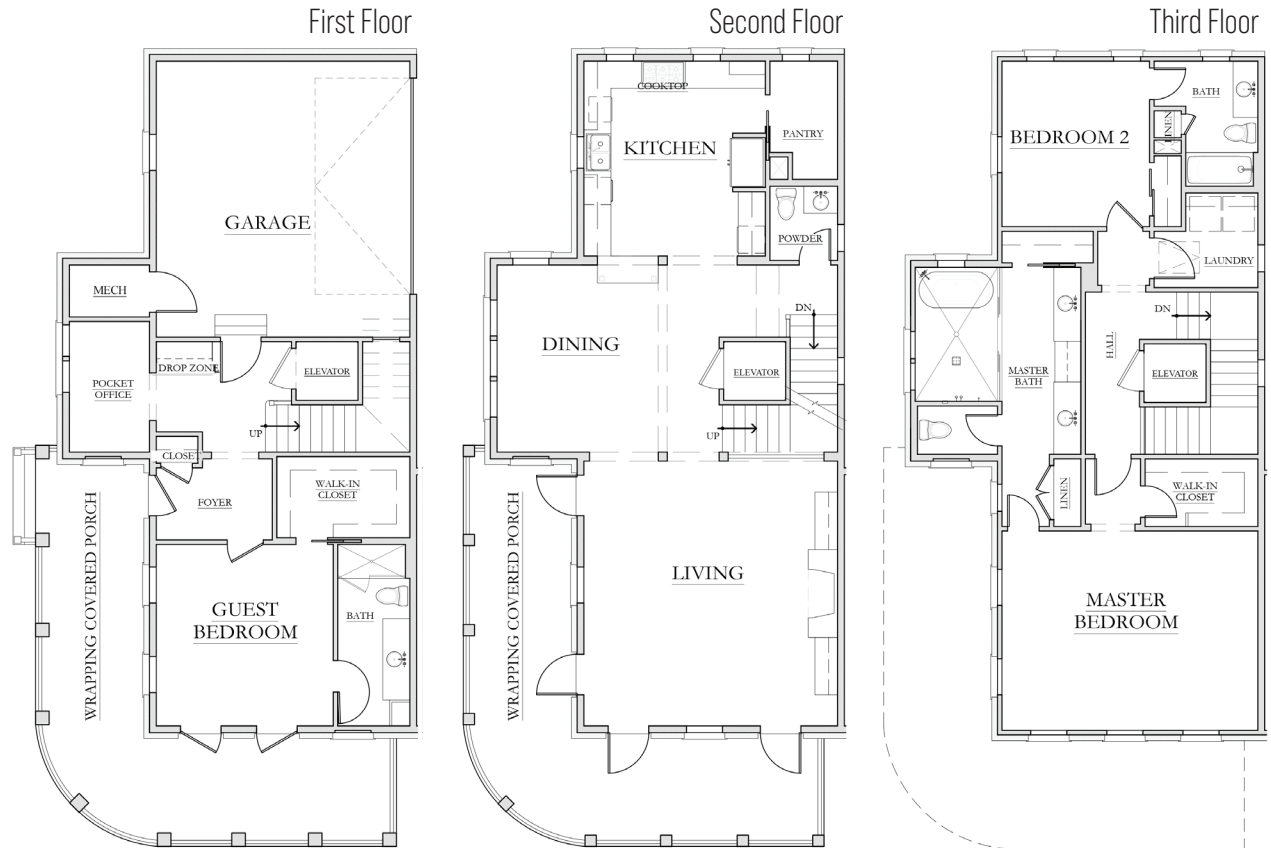 First Floor
GARAGE
MECH
DROP ZONE
ELEVATOR
POCKET
OFFICE
UP
CLOSET
WALK-IN
CLOSET
FOYER
WRAPPING COVERED PORCH
GUEST
BEDROOM
BATH
Second Floor
COOKTOP
KITCHEN
PANTRY
POWDER
DN
DINING
ELEVATOR
UP
WRAPPING COVERED PORCH
LIVING
Third Floor
BATH
LINEN
BEDROOM 2
LAUNDRY
DN
HALL
MASTER
BATH
ELEVATOR
LINEN
WALK-IN
CLOSET
MASTER
BEDROOM